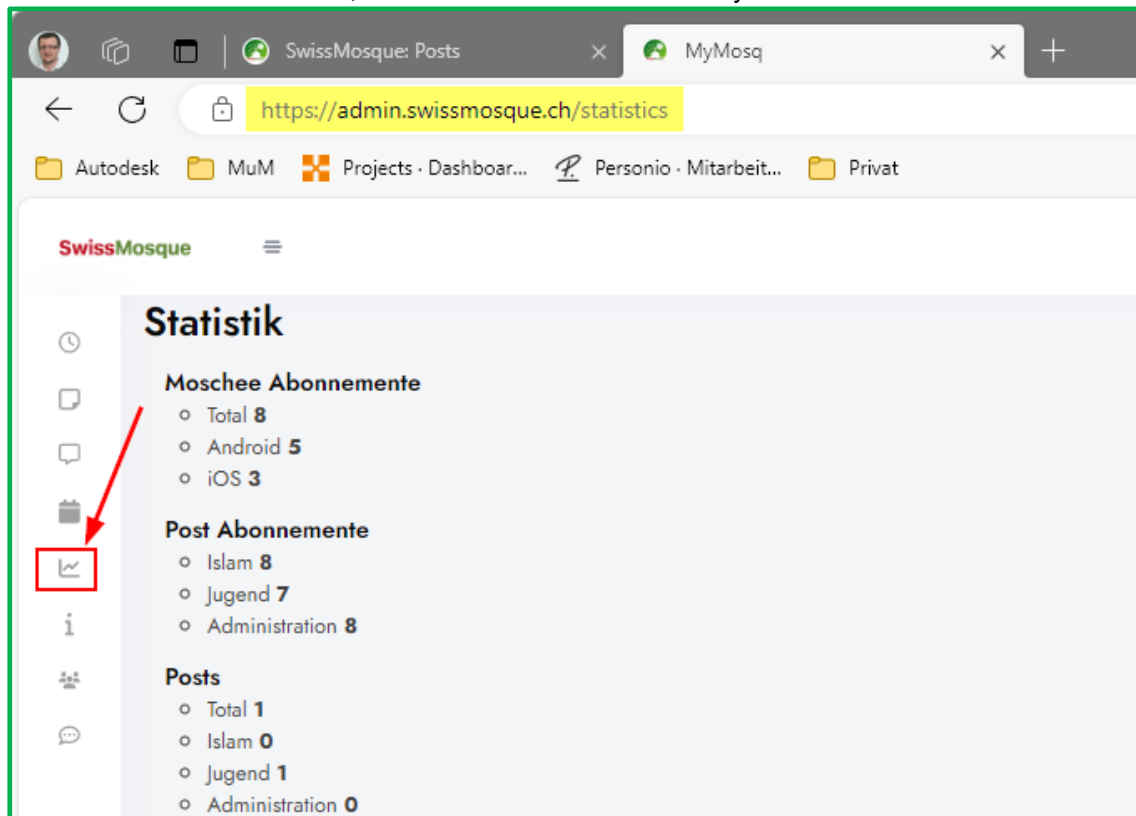 SwissMosque: Posts
MyMosq
https://admin.swissmosque.ch/statistics
Autodesk MuM Projects · Dashboar... Personio · Mitarbeit... Privat
SwissMosque
Statistik
Moschee Abonnemente
Total 8
Android 5
iOS 3
Post Abonnemente
Islam 8
Jugend 7
Administration 8
Posts
Total 1
Islam 0
Jugend 1
Administration 0